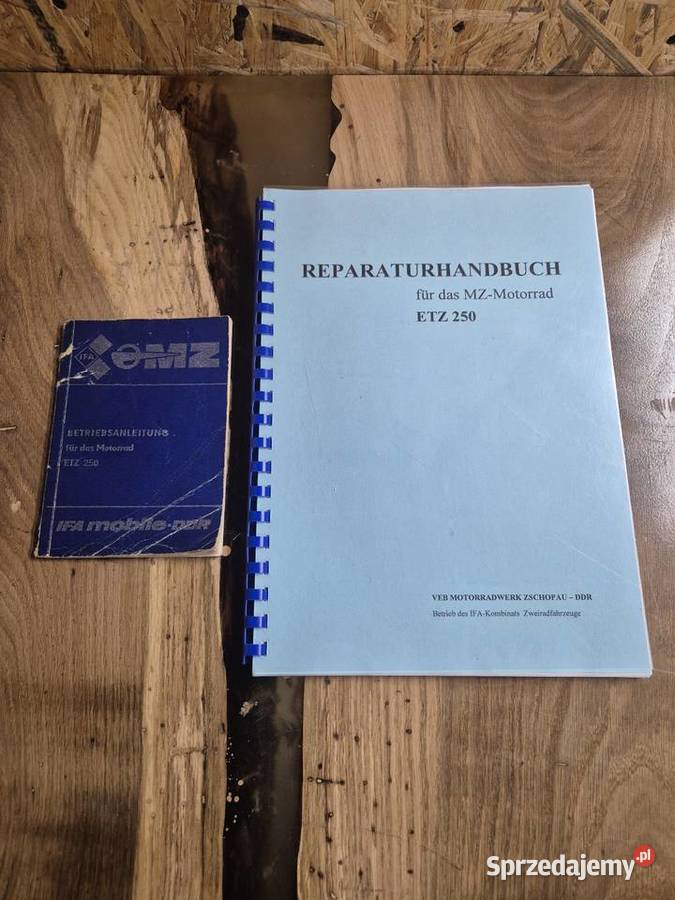 IFA MZ
BETRIEBSANLEITUNG
für das Motorrad
ETZ 250
IFA mobile-DDR
REPARATURHANDBUCH
für das MZ-Motorrad
ETZ 250
VEB MOTORRADWERK ZSCHOPAU – DDR
Betrieb des IFA-Kombinats Zweiradfahrzeuge
Sprzedajemy.pl